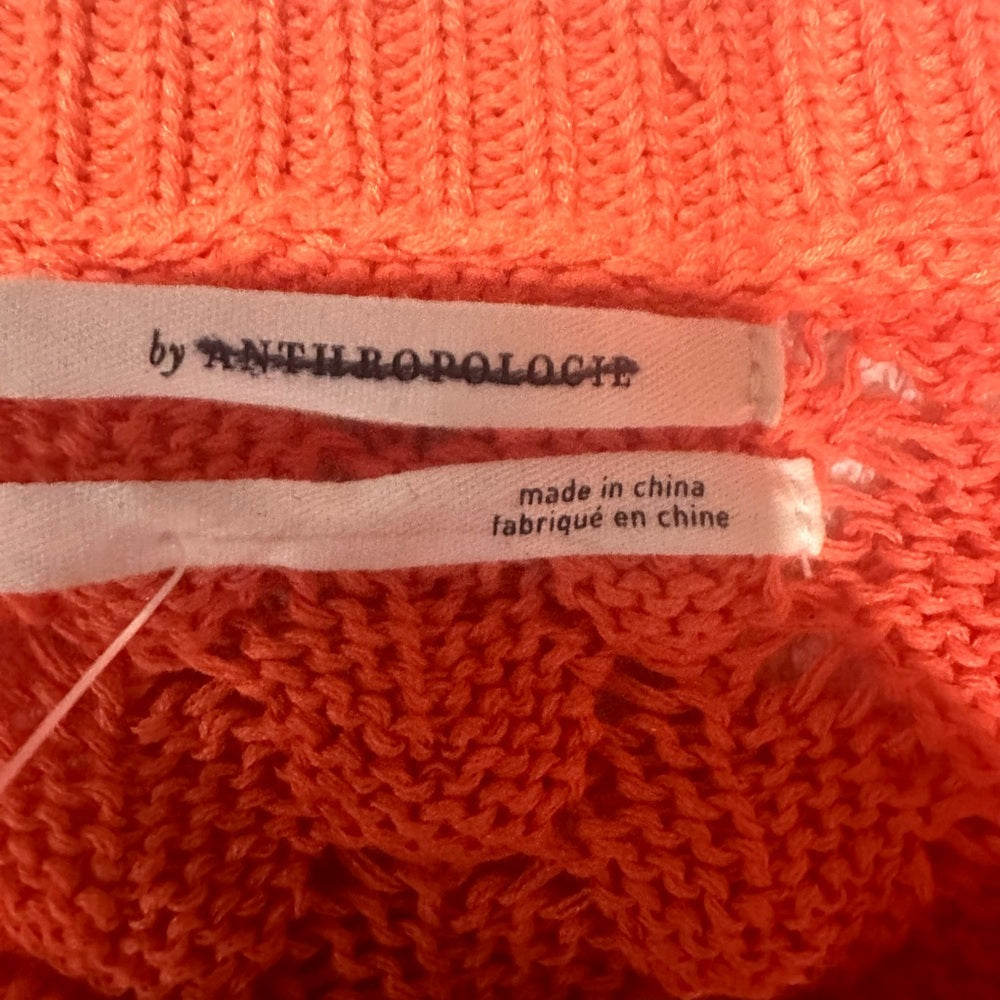 by ANTHROPOLOGIE
made in china
fabriqué en chine